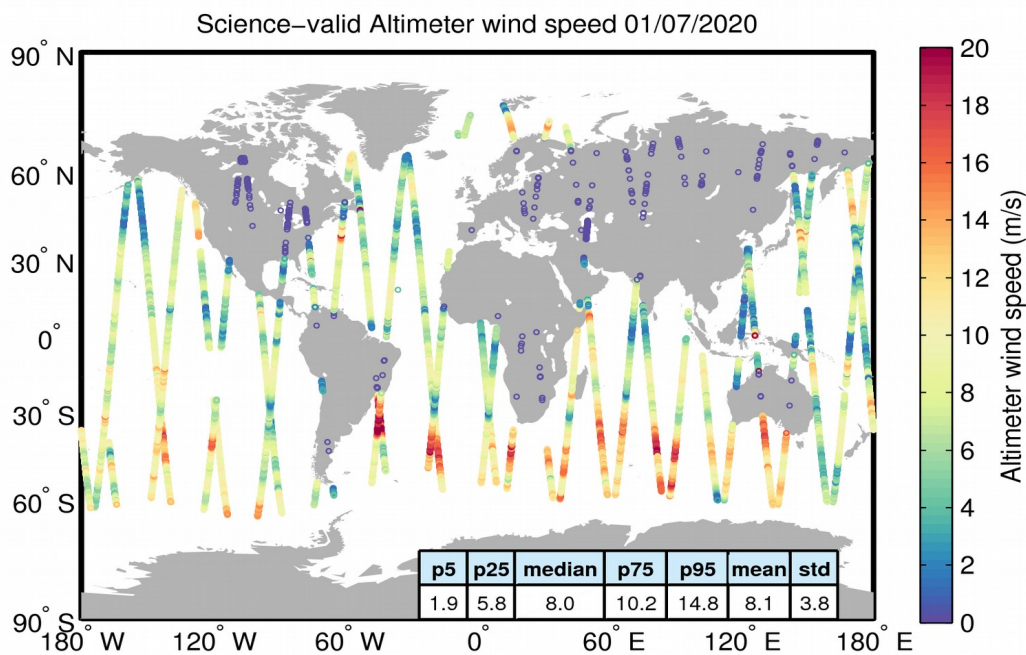 Science−valid Altimeter wind speed 01/07/2020
90° N
60° N
30° N
0°
30° S
60° S
90° S
180° W
120° W
60° W
0°
60° E
120° E
180° E
p5 p25 median p75 p95 mean std
1.9 5.8 8.0 10.2 14.8 8.1 3.8
20
18
16
14
12
10
8
6
4
2
0
Altimeter wind speed (m/s)